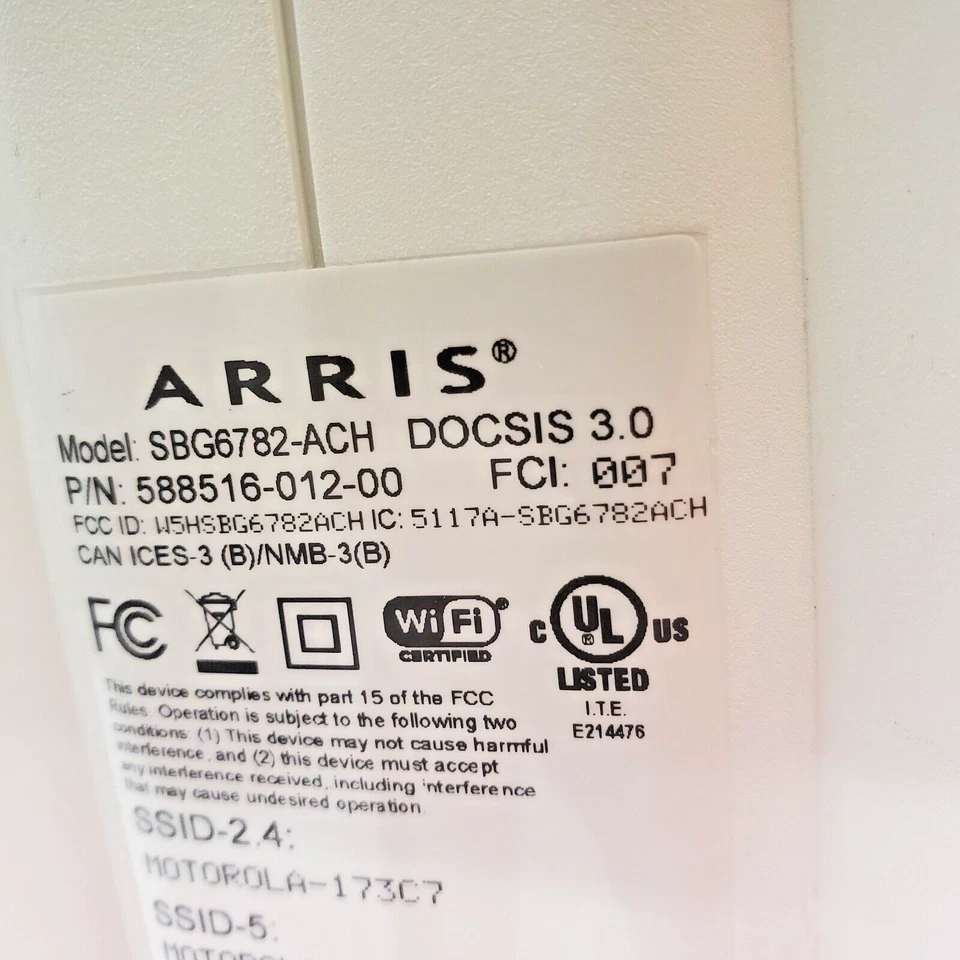 ARRIS®
Model: SBG6782-ACH DOCSIS 3.0
P/N: 588516-012-00 FCI: 007
FCC ID: W5HSBG6782ACH IC: 5117A-SBG6782ACH
CAN ICES-3 (B)/NMB-3(B)
FC
Wi Fi ®
CERTIFIED
C UL ® US
LISTED
I.T.E.
E214476
This device complies with part 15 of the FCC
Rules. Operation is subject to the following two
conditions: (1) This device may not cause harmful
interference, and (2) this device must accept
any interference received, including interference
that may cause undesired operation.
SSID-2.4:
MOTOROLA-173C7
SSID-5: